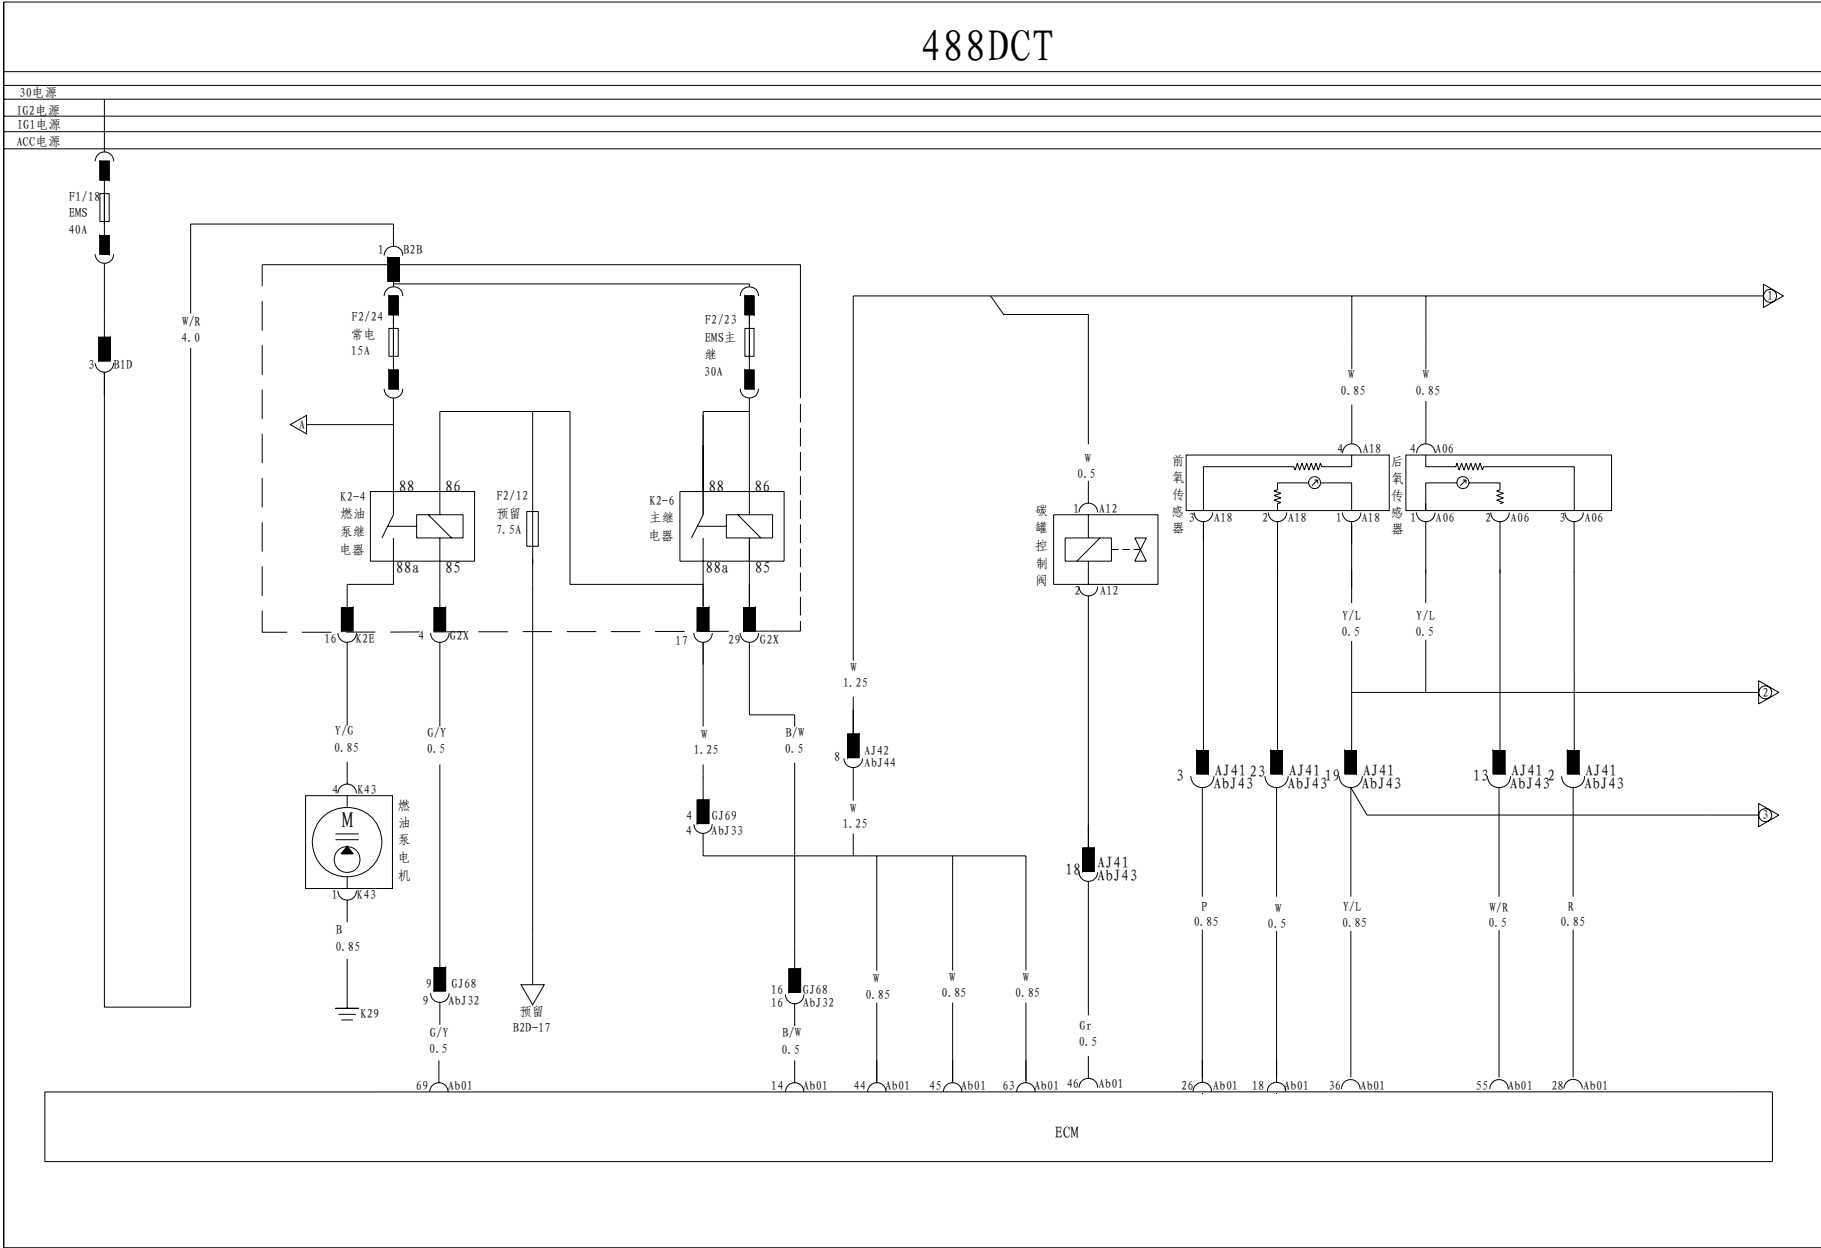 488DCT
30电源
IG2电源
IG1电源
ACC电源
F1/18
EMS
40A
3
B1D
W/R
4.0
1
B2B
F2/24
常电
15A
F2/23
EMS主
继
30A
A
88
86
K2-4
燃油
泵继
电器
88a
85
F2/12
预留
7.5A
88
86
K2-6
主继
电器
88a
85
16
K2E
4
G2X
17
29
G2X
Y/G
0.85
G/Y
0.5
W
1.25
B/W
0.5
4
K43
M
燃油泵电机
1
K43
B
0.85
K29
9
GJ68
9
AbJ32
G/Y
0.5
预留
B2D-17
4
GJ69
4
AbJ33
16
GJ68
16
AbJ32
B/W
0.5
W
1.25
8
AJ42
AbJ44
W
1.25
W
0.85
W
0.85
W
0.85
W
0.5
1
A12
碳罐控制阀
2
A12
18
AJ41
AbJ43
Gr
0.5
1
W
0.85
W
0.85
4
A18
4
A06
前氧传感器
后氧传感器
3
A18
2
A18
1
A18
1
A06
2
A06
3
A06
Y/L
0.5
Y/L
0.5
2
3
AJ41
AbJ43
23
AJ41
AbJ43
19
AJ41
AbJ43
13
AJ41
AbJ43
2
AJ41
AbJ43
3
P
0.85
W
0.5
Y/L
0.85
W/R
0.5
R
0.85
69
Ab01
14
Ab01
44
Ab01
45
Ab01
63
Ab01
46
Ab01
26
Ab01
18
Ab01
36
Ab01
55
Ab01
28
Ab01
ECM